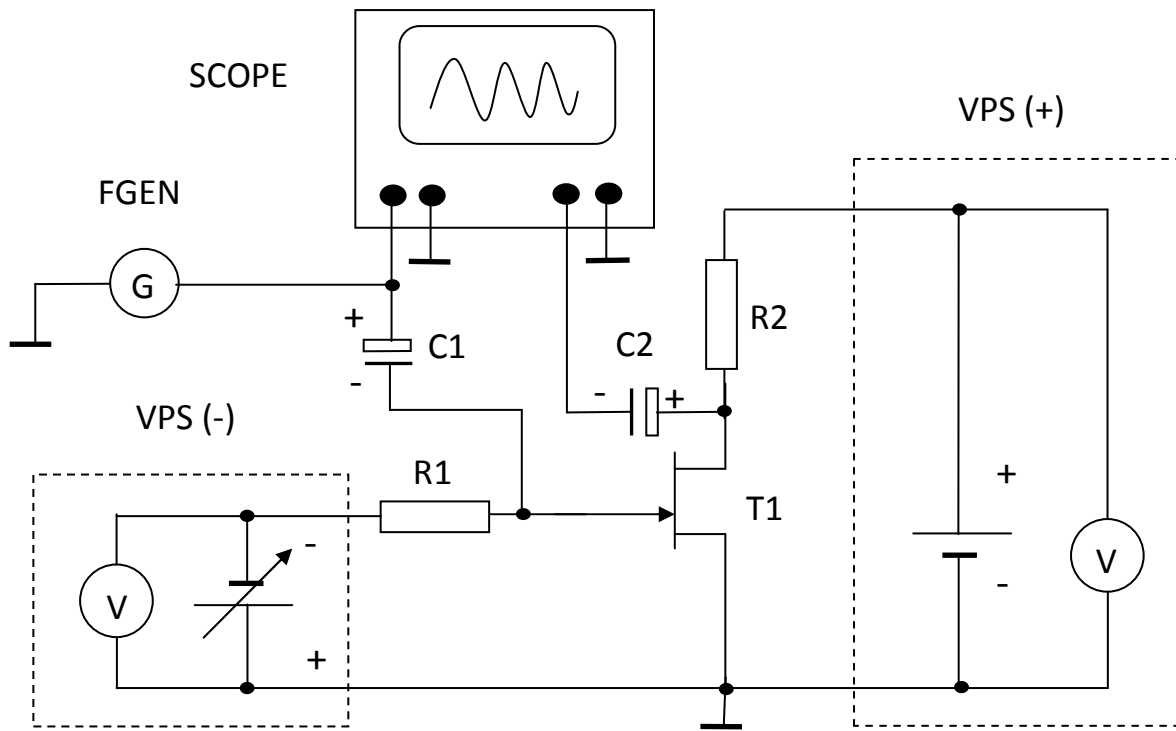 SCOPE
VPS (+)
FGEN
G
+
C1
-
R2
C2
-
+
VPS (-)
R1
T1
+
-
V
-
V
+